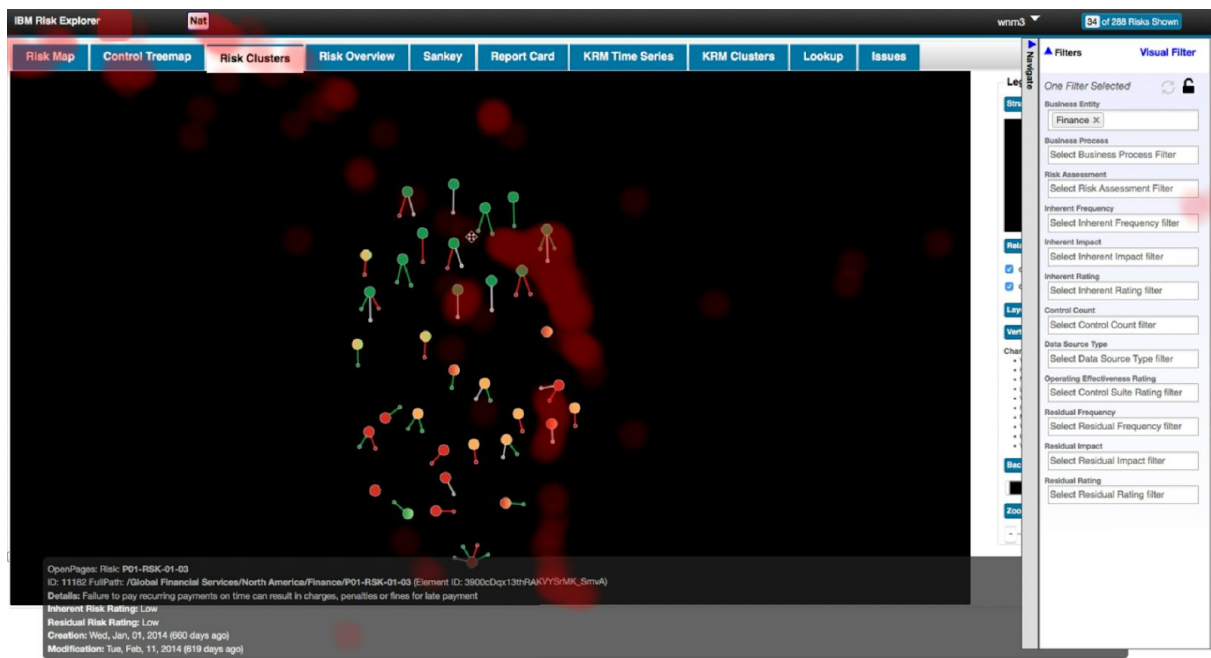 IBM Risk Explorer
Nat
wnm3
34 of 288 Risks Shown
Risk Map
Control Treemap
Risk Clusters
Risk Overview
Sankey
Report Card
KRM Time Series
KRM Clusters
Lookup
Issues
Navigate
Filters
Visual Filter
One Filter Selected
Business Entity
Finance ×
Business Process
Select Business Process Filter
Risk Assessment
Select Risk Assessment Filter
Inherent Frequency
Select Inherent Frequency filter
Inherent Impact
Select Inherent Impact filter
Inherent Rating
Select Inherent Rating filter
Control Count
Select Control Count filter
Data Source Type
Select Data Source Type filter
Operating Effectiveness Rating
Select Control Suite Rating filter
Residual Frequency
Select Residual Frequency filter
Residual Impact
Select Residual Impact filter
Residual Rating
Select Residual Rating filter
OpenPages: Risk: P01-RSK-01-03
ID: 11182 FullPath: /Global Financial Services/North America/Finance/P01-RSK-01-03 (Element ID:
Details: Failure to pay recurring payments on time can result in charges, penalties or fines for late payment
Inherent Risk Rating: Low
Residual Risk Rating: Low
Creation: Wed, Jan, 01, 2014 (660 days ago)
Modification: Tue, Feb, 11, 2014 (619 days ago)